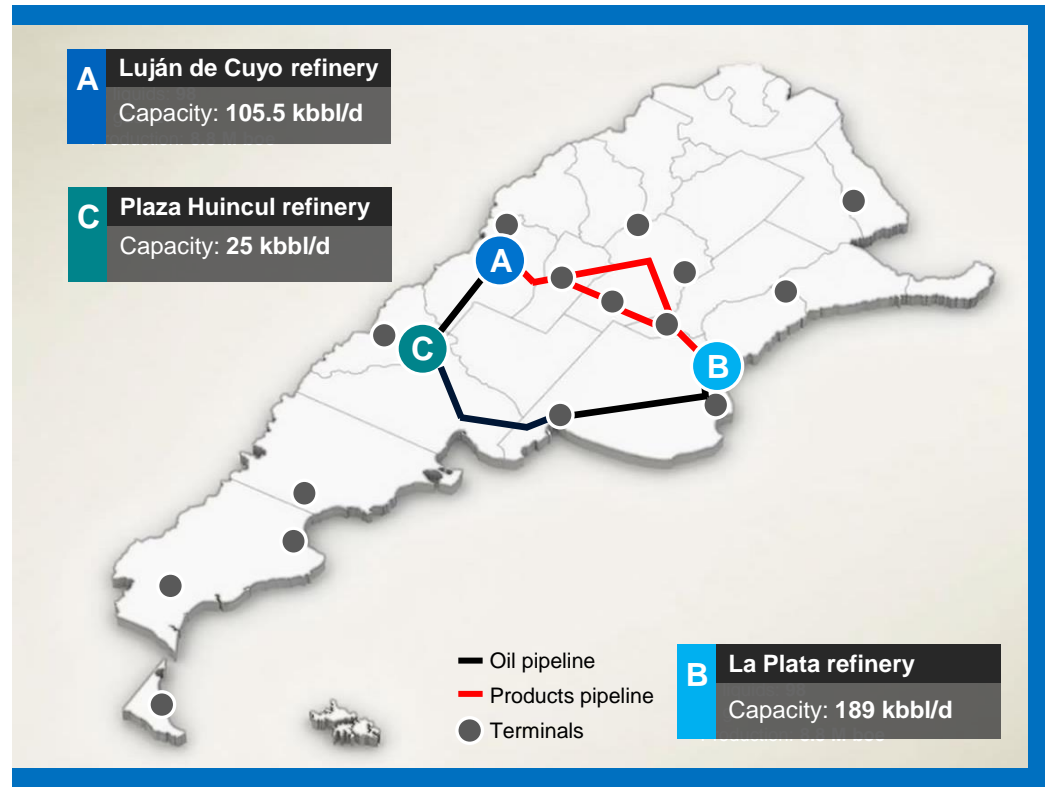 A
Luján de Cuyo refinery
Capacity: 105.5 kbbl/d
C
Plaza Huincul refinery
Capacity: 25 kbbl/d
A
C
B
Oil pipeline
Products pipeline
Terminals
B
La Plata refinery
Capacity: 189 kbbl/d